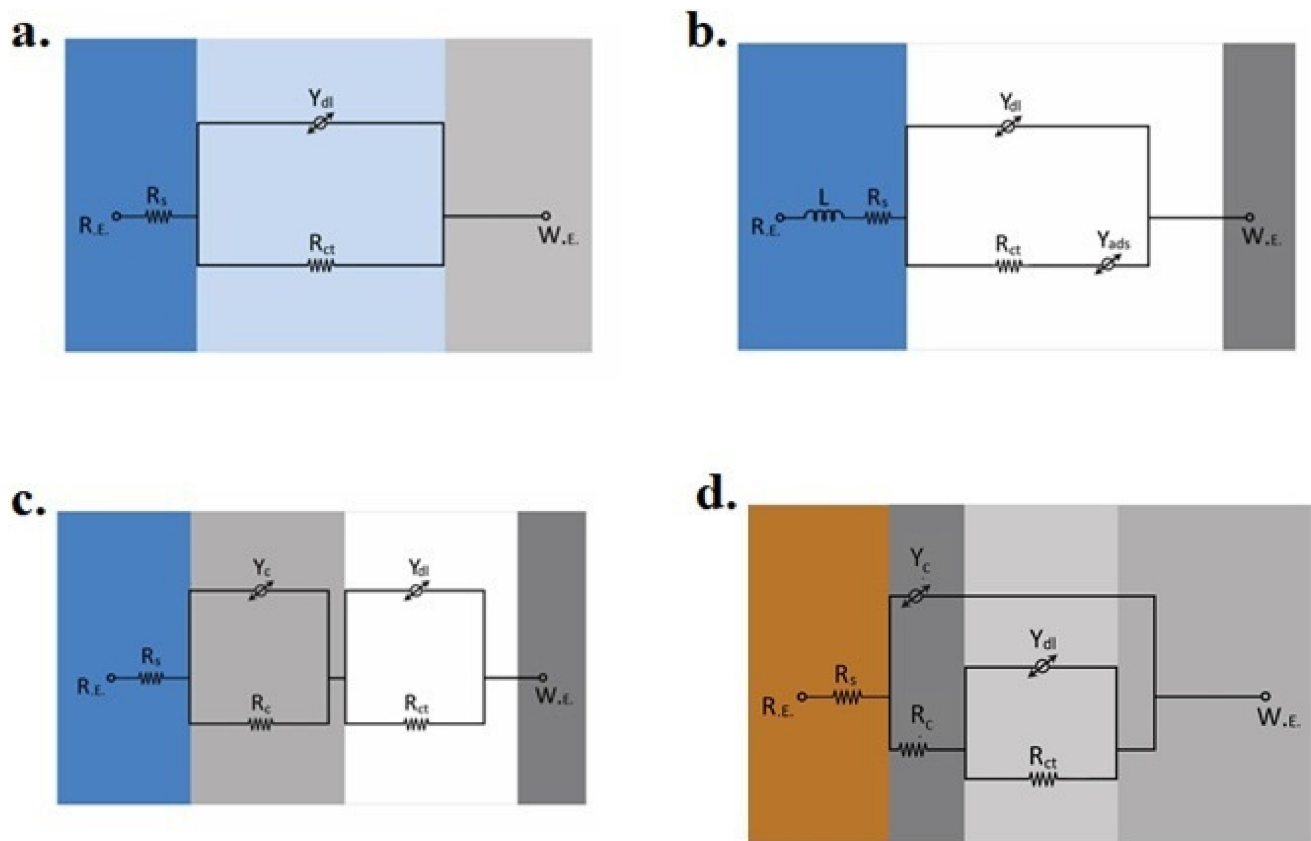 a.
Ydl
Rs
R.E.
Rct
W.E.
b.
Ydl
L
Rs
R.E.
Rct
Yads
W.E.
c.
Yc
Ydl
Rs
R.E.
Rc
Rct
W.E.
d.
Yc
Ydl
Rs
R.E.
Rc
Rct
W.E.